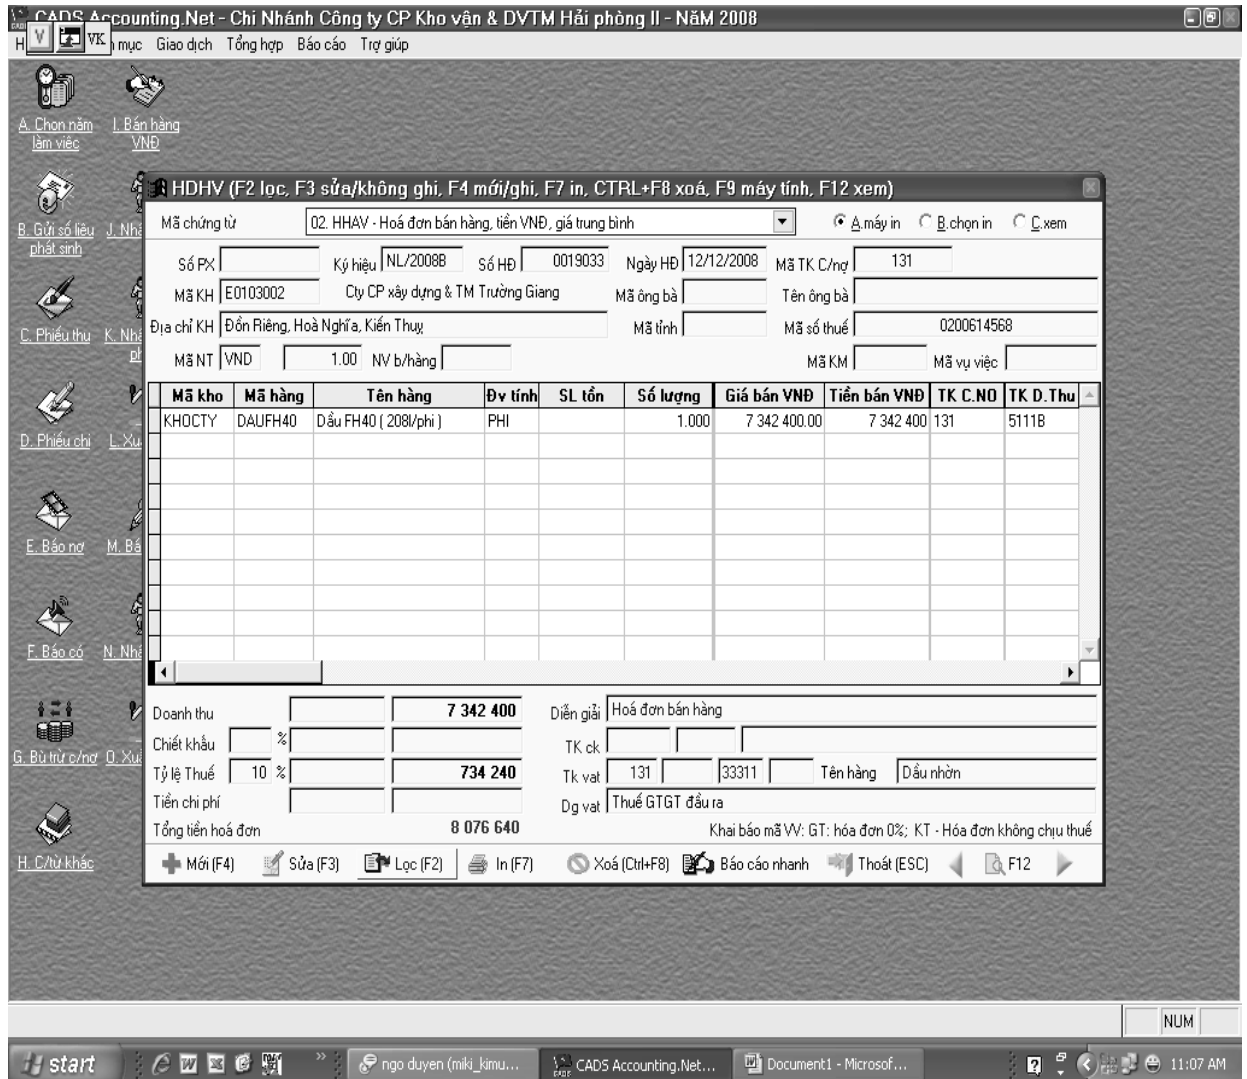 CADS Accounting.Net - Chi Nhánh Công ty CP Kho vận & DVTM Hải phòng II - NăM 2008
V VK
mục Giao dịch Tổng hợp Báo cáo Trợ giúp
A. Chọn năm làm việc
I. Bán hàng VNĐ
B. Gửi số liệu phát sinh
J. Nhà
C. Phiếu thu
K. Nhà
D. Phiếu chi
L. Xu
E. Báo nợ
M. Bá
F. Báo có
N. Nhà
G. Bù trừ c/nợ
O. Xu
H. C/từ khác
HDHV (F2 lọc, F3 sửa/không ghi, F4 mới/ghi, F7 in, CTRL+F8 xoá, F9 máy tính, F12 xem)
Mã chứng từ 02. HHAV - Hoá đơn bán hàng, tiền VNĐ, giá trung bình A.máy in B.chọn in C.xem
Số PX Ký hiệu NL/2008B Số HĐ 0019033 Ngày HĐ 12/12/2008 Mã TK C/nợ 131
Mã KH E0103002 Cty CP xây dựng & TM Trường Giang Mã ông bà Tên ông bà
Địa chỉ KH Đồn Riêng, Hoà Nghĩa, Kiến Thuỵ Mã tỉnh Mã số thuế 0200614568
Mã NT VND 1.00 NV b/hàng Mã KM Mã vụ việc
Mã kho Mã hàng Tên hàng Đv tính SL tồn Số lượng Giá bán VNĐ Tiền bán VNĐ TK C.NO TK D.Thu
KHOCTY DAUFH40 Dầu FH40 ( 208l/phi ) PHI 1.000 7 342 400.00 7 342 400 131 5111B
Doanh thu 7 342 400 Diễn giải Hoá đơn bán hàng
Chiết khấu % TK ck
Tỷ lệ Thuế 10 % 734 240 Tk vat 131 33311 Tên hàng Dầu nhờn
Tiền chi phí Dg vat Thuế GTGT đầu ra
Tổng tiền hoá đơn 8 076 640 Khai báo mã VV: GT: hóa đơn 0%; KT - Hóa đơn không chịu thuế
Mới (F4) Sửa (F3) Lọc (F2) In (F7) Xoá (Ctrl+F8) Báo cáo nhanh Thoát (ESC) F12
NUM
start ngo duyen (miki_kimu... CADS Accounting.Net... Document1 - Microsof... 11:07 AM